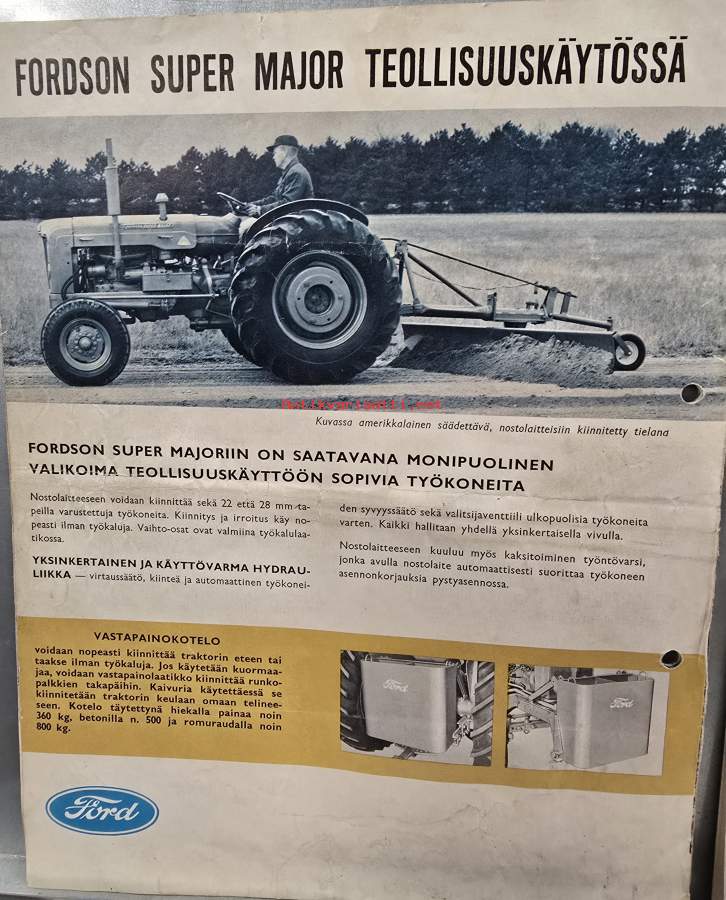 FORDSON SUPER MAJOR TEOLLISUUSKÄYTÖSSÄ
Antikvariaatti.net
Kuvassa amerikkalainen säädettävä, nostolaitteisiin kiinnitetty tielana
FORDSON SUPER MAJORIIN ON SAATAVANA MONIPUOLINEN
VALIKOIMA TEOLLISUUSKÄYTTÖÖN SOPIVIA TYÖKONEITA
Nostolaitteeseen voidaan kiinnittää sekä 22 että 28 mm ta-
peilla varustettuja työkoneita. Kiinnitys ja irroitus käy no-
peasti ilman työkaluja. Vaihto-osat ovat valmiina työkalulaa-
tikossa.
YKSINKERTAINEN JA KÄYTTÖVARMA HYDRAU-
LIIKKA — virtaussäätö, kiinteä ja automaattinen työkonei-
den syvyyssäätö sekä valitsijaventtiili ulkopuolisia työkoneita
varten. Kaikki hallitaan yhdellä yksinkertaisella vivulla.
Nostolaitteeseen kuuluu myös kaksitoiminen työntövarsi,
jonka avulla nostolaite automaattisesti suorittaa työkoneen
asennonkorjauksia pystyasennossa.
VASTAPAINOKOTELO
voidaan nopeasti kiinnittää traktorin eteen tai
taakse ilman työkaluja. Jos käytetään kuormaa-
jaa, voidaan vastapainolaatikko kiinnittää runko-
palkkien takapäihin. Kaivuria käytettäessä se
kiinnitetään traktorin keulaan omaan telinee-
seen. Kotelo täytettynä hiekalla painaa noin
360 kg, betonilla n. 500 ja romuraudalla noin
800 kg.
Ford
Ford
Ford